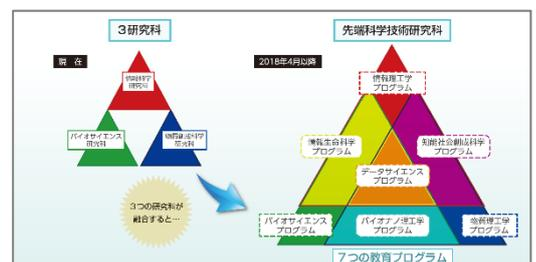 3研究科
現 在
情報科学
研究科
バイオサイエンス
研究科
物質創成科学
研究科
3つの研究科が
融合すると…
先端科学技術研究科
2018年4月以降
情報理工学
プログラム
情報生命科学
プログラム
知能社会創成科学
プログラム
データサイエンス
プログラム
バイオサイエンス
プログラム
バイオナノ理工学
プログラム
物質理工学
プログラム
7つの教育プログラム